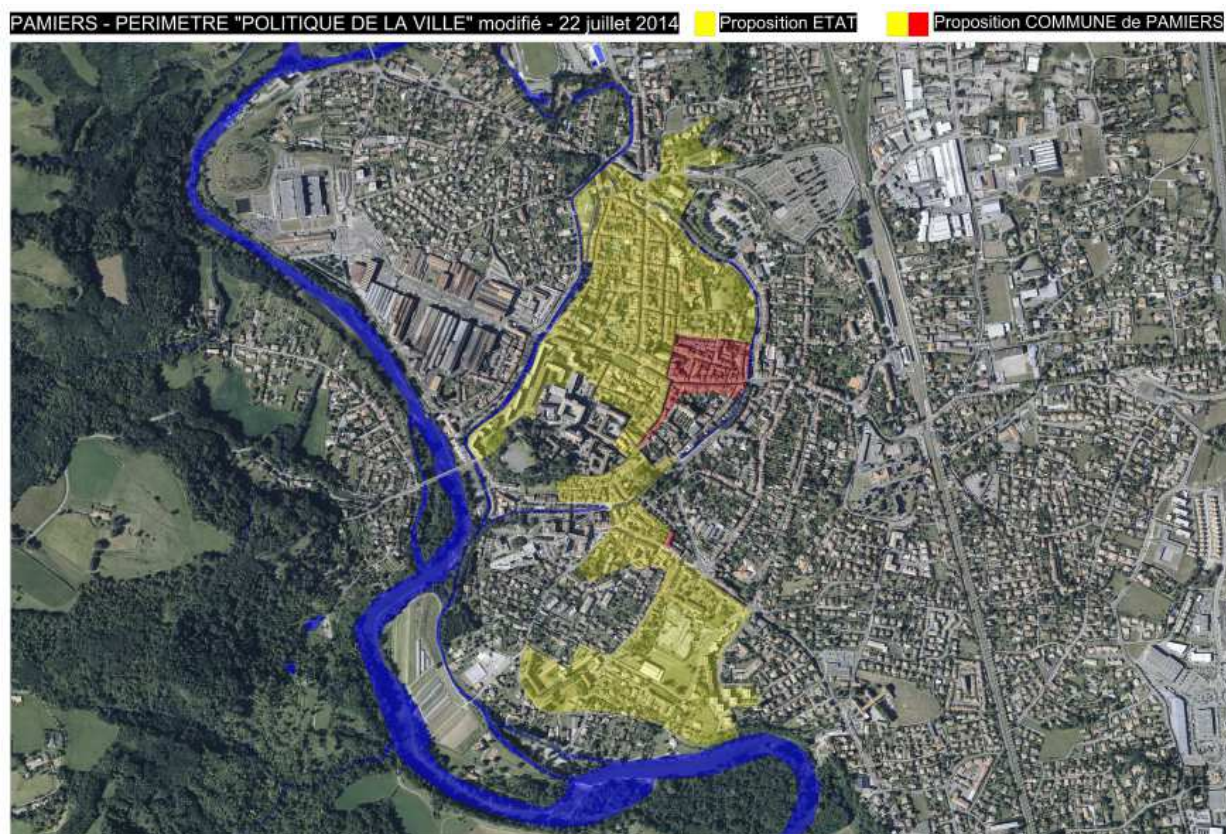 PAMIERS - PERIMETRE "POLITIQUE DE LA VILLE" modifié - 22 juillet 2014 Proposition ETAT Proposition COMMUNE de PAMIERS